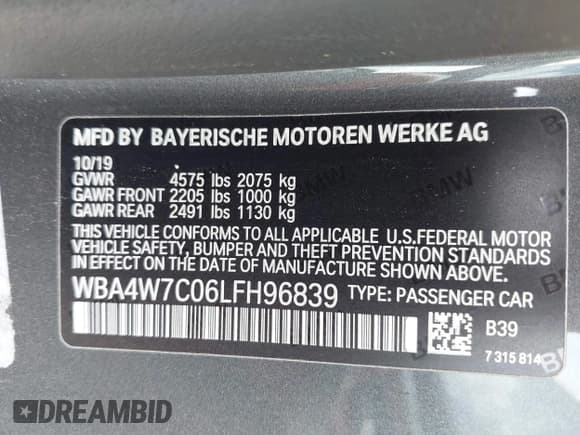 MFD BY BAYERISCHE MOTOREN WERKE AG
10/19
GVWR 4575 lbs 2075 kg
GAWR FRONT 2205 lbs 1000 kg
GAWR REAR 2491 lbs 1130 kg
THIS VEHICLE CONFORMS TO ALL APPLICABLE U.S.FEDERAL MOTOR
VEHICLE SAFETY, BUMPER AND THEFT PREVENTION STANDARDS
IN EFFECT ON THE DATE OF MANUFACTURE SHOWN ABOVE.
WBA4W7C06LFH96839 TYPE: PASSENGER CAR
B39
7 315 814
DREAMBID